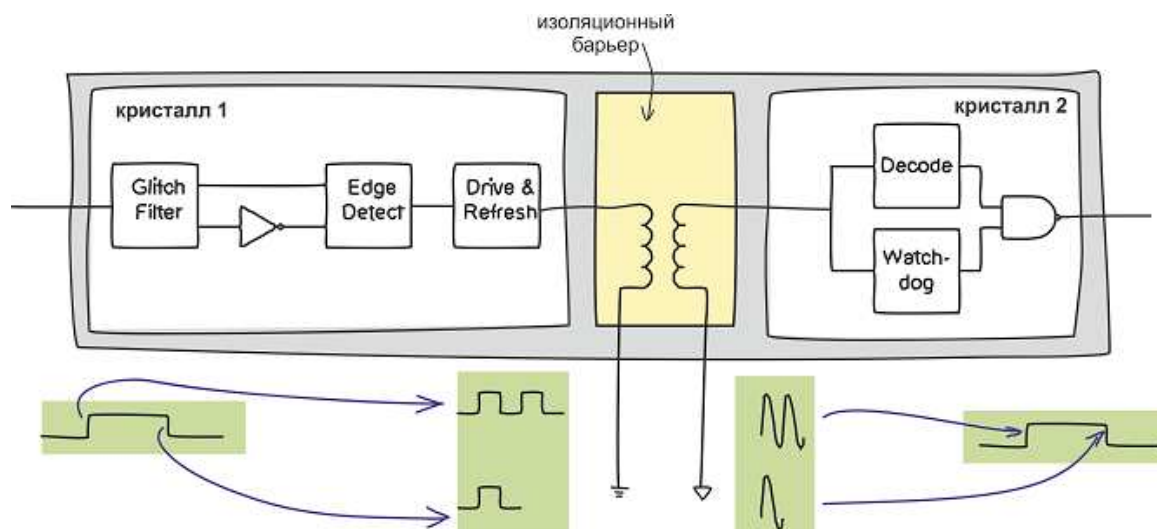 изоляционный
барьер
кристалл 1
кристалл 2
Glitch
Filter
Edge
Detect
Drive &
Refresh
Decode
Watch-
dog